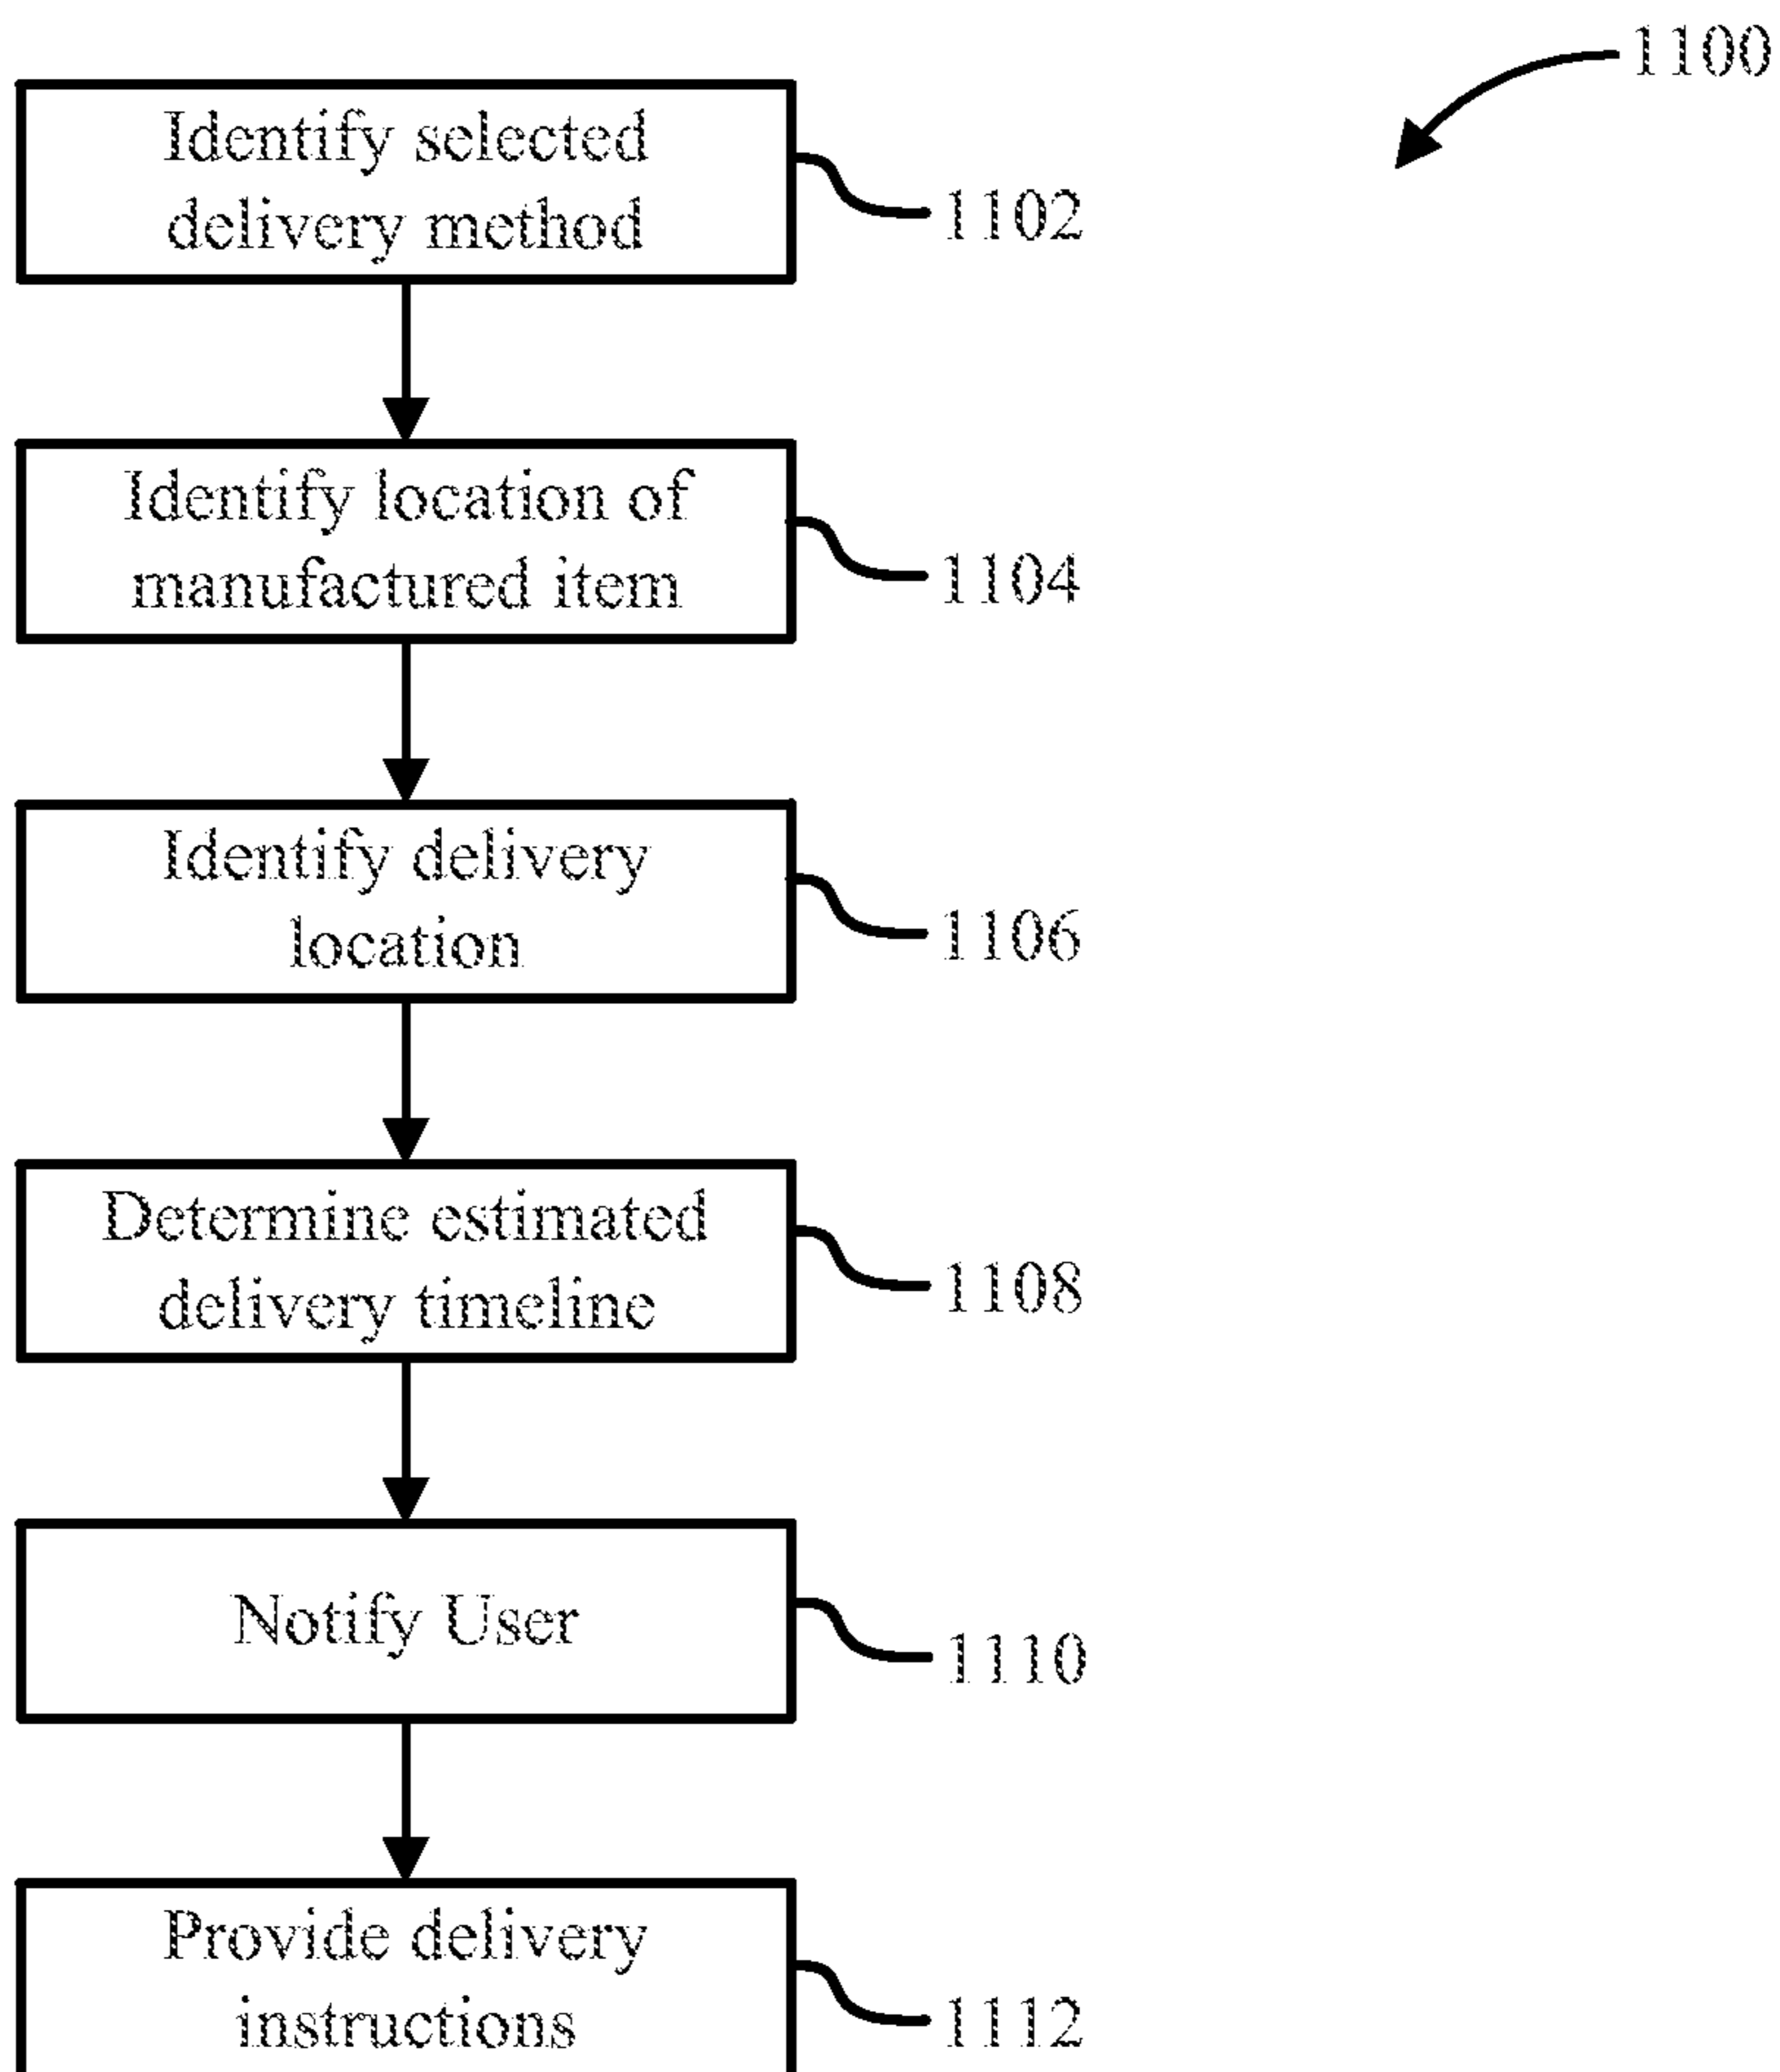 1100
Identify selected
delivery method
1102
Identify location of
manufactured item
1104
Identify delivery
location
1106
Determine estimated
delivery timeline
1108
Notify User
1110
Provide delivery
instructions
1112